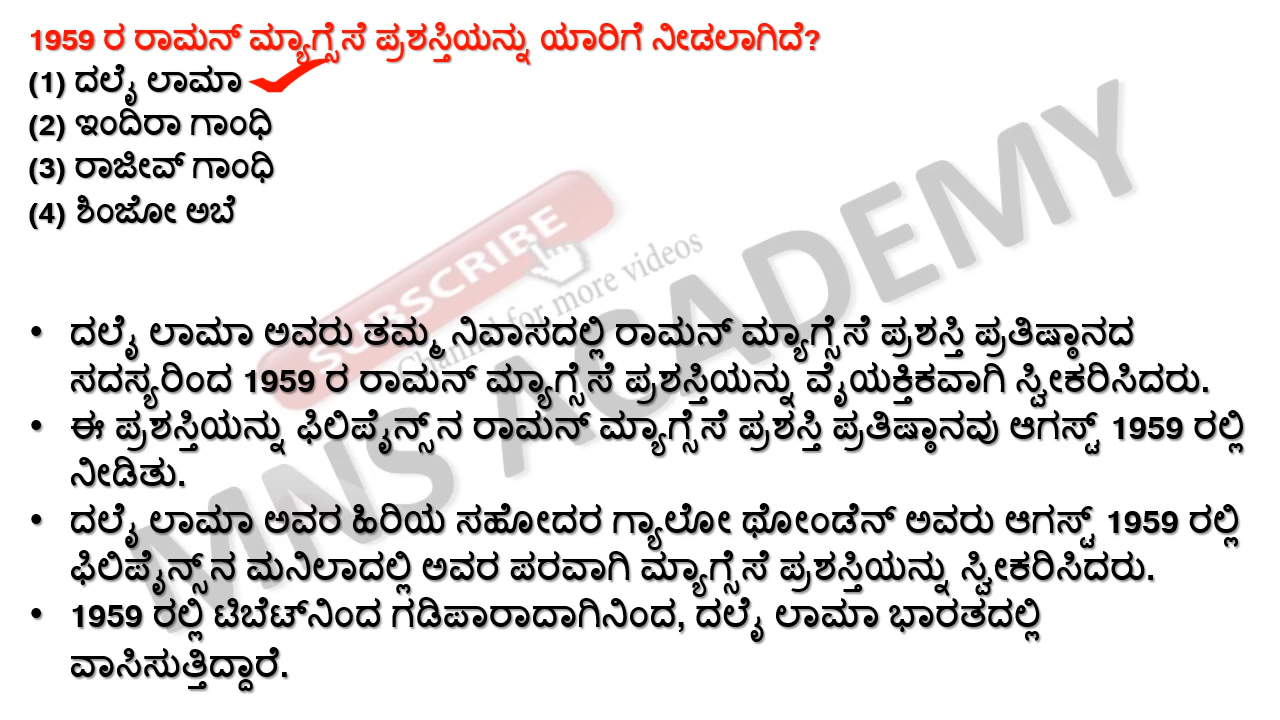 1959 ರ ರಾಮನ್ ಮ್ಯಾಗ್ಸೆಸೆ ಪ್ರಶಸ್ತಿಯನ್ನು ಯಾರಿಗೆ ನೀಡಲಾಗಿದೆ?
(1) ದಲೈ ಲಾಮಾ
(2) ಇಂದಿರಾ ಗಾಂಧಿ
(3) ರಾಜೀವ್ ಗಾಂಧಿ
(4) ಶಿಂಜೋ ಅಬೆ
SUBSCRIBE
Channel for more videos
MNS ACADEMY
• ದಲೈ ಲಾಮಾ ಅವರು ತಮ್ಮ ನಿವಾಸದಲ್ಲಿ ರಾಮನ್ ಮ್ಯಾಗ್ಸೆಸೆ ಪ್ರಶಸ್ತಿ ಪ್ರತಿಷ್ಠಾನದ
ಸದಸ್ಯರಿಂದ 1959 ರ ರಾಮನ್ ಮ್ಯಾಗ್ಸೆಸೆ ಪ್ರಶಸ್ತಿಯನ್ನು ವೈಯಕ್ತಿಕವಾಗಿ ಸ್ವೀಕರಿಸಿದರು.
• ಈ ಪ್ರಶಸ್ತಿಯನ್ನು ಫಿಲಿಪೈನ್ಸ್‌ನ ರಾಮನ್ ಮ್ಯಾಗ್ಸೆಸೆ ಪ್ರಶಸ್ತಿ ಪ್ರತಿಷ್ಠಾನವು ಆಗಸ್ಟ್ 1959 ರಲ್ಲಿ
ನೀಡಿತು.
• ದಲೈ ಲಾಮಾ ಅವರ ಹಿರಿಯ ಸಹೋದರ ಗ್ಯಾಲೋ ಥೋಂಡೆನ್ ಅವರು ಆಗಸ್ಟ್ 1959 ರಲ್ಲಿ
ಫಿಲಿಪೈನ್ಸ್‌ನ ಮನಿಲಾದಲ್ಲಿ ಅವರ ಪರವಾಗಿ ಮ್ಯಾಗ್ಸೆಸೆ ಪ್ರಶಸ್ತಿಯನ್ನು ಸ್ವೀಕರಿಸಿದರು.
• 1959 ರಲ್ಲಿ ಟಿಬೆಟ್‌ನಿಂದ ಗಡಿಪಾರಾದಾಗಿನಿಂದ, ದಲೈ ಲಾಮಾ ಭಾರತದಲ್ಲಿ
ವಾಸಿಸುತ್ತಿದ್ದಾರೆ.